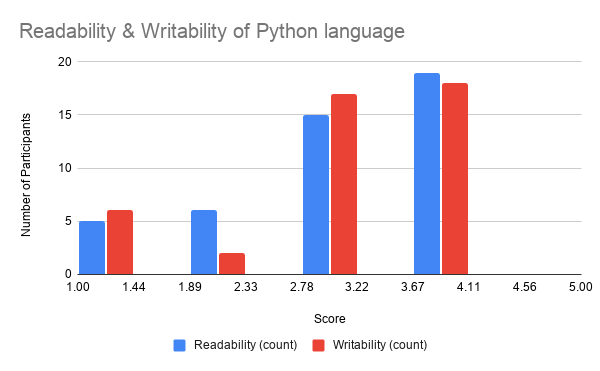 Readability & Writability of Python language
20
15
10
5
0
Number of Participants
1.00 1.44 1.89 2.33 2.78 3.22 3.67 4.11 4.56 5.00
Score
Readability (count) Writability (count)